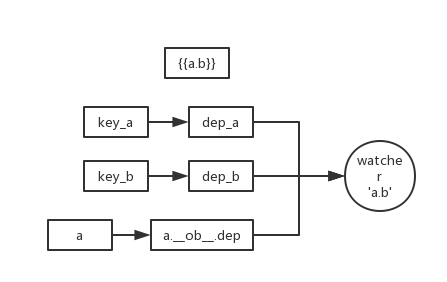 {{a.b}}
key_a
dep_a
key_b
dep_b
watche
r
'a.b'
a
a.__ob__.dep